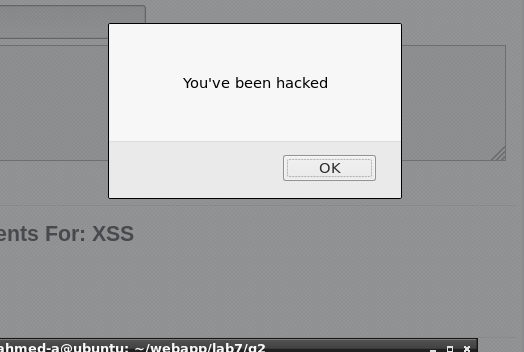 You've been hacked
OK
ents For: XSS
ahmed-a@ubuntu: ~/webapp/lab7/q2